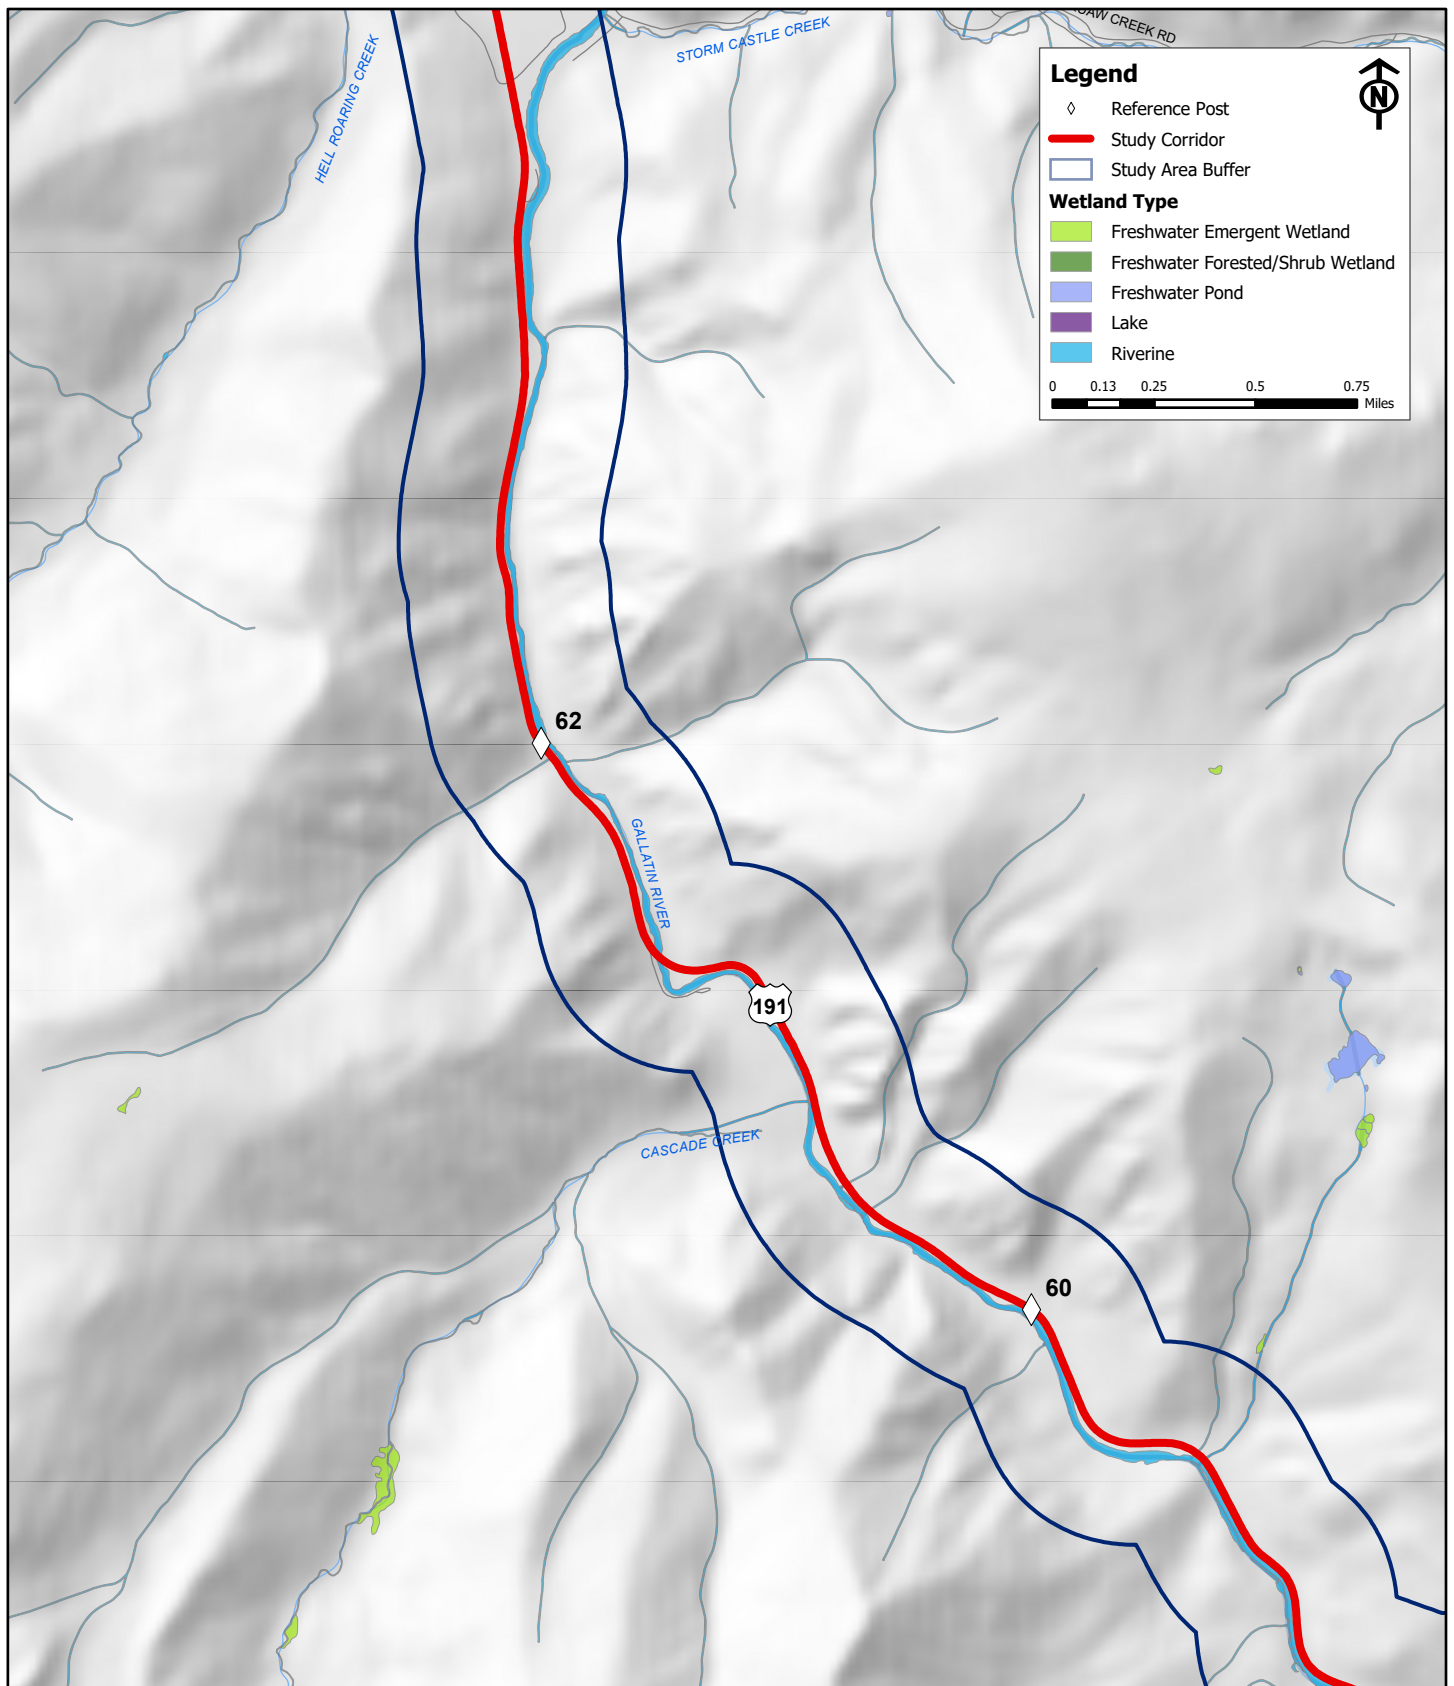 STORM CASTLE CREEK
CREEK RD
HELL ROARING CREEK
Legend
N
Reference Post
Study Corridor
Study Area Buffer
Wetland Type
Freshwater Emergent Wetland
Freshwater Forested/Shrub Wetland
Freshwater Pond
Lake
Riverine
0 0.13 0.25 0.5 0.75
Miles
62
GALLATIN RIVER
191
CASCADE CREEK
60